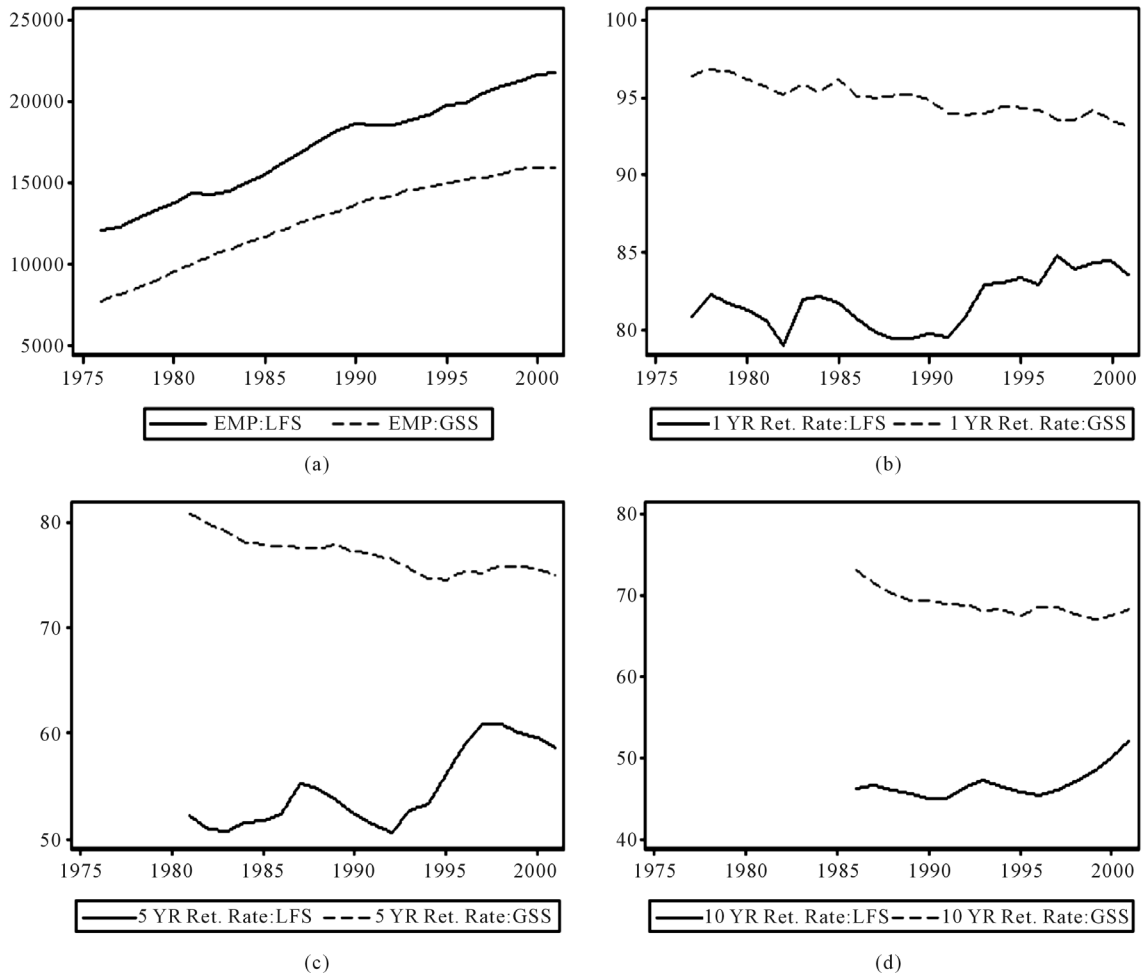 25000
20000
15000
10000
5000
1975 1980 1985 1990 1995 2000
EMP:LFS EMP:GSS
(a)
100
95
90
85
80
1975 1980 1985 1990 1995 2000
1 YR Ret. Rate:LFS 1 YR Ret. Rate:GSS
(b)
80
70
60
50
1975 1980 1985 1990 1995 2000
5 YR Ret. Rate:LFS 5 YR Ret. Rate:GSS
(c)
80
70
60
50
40
1975 1980 1985 1990 1995 2000
10 YR Ret. Rate:LFS 10 YR Ret. Rate:GSS
(d)